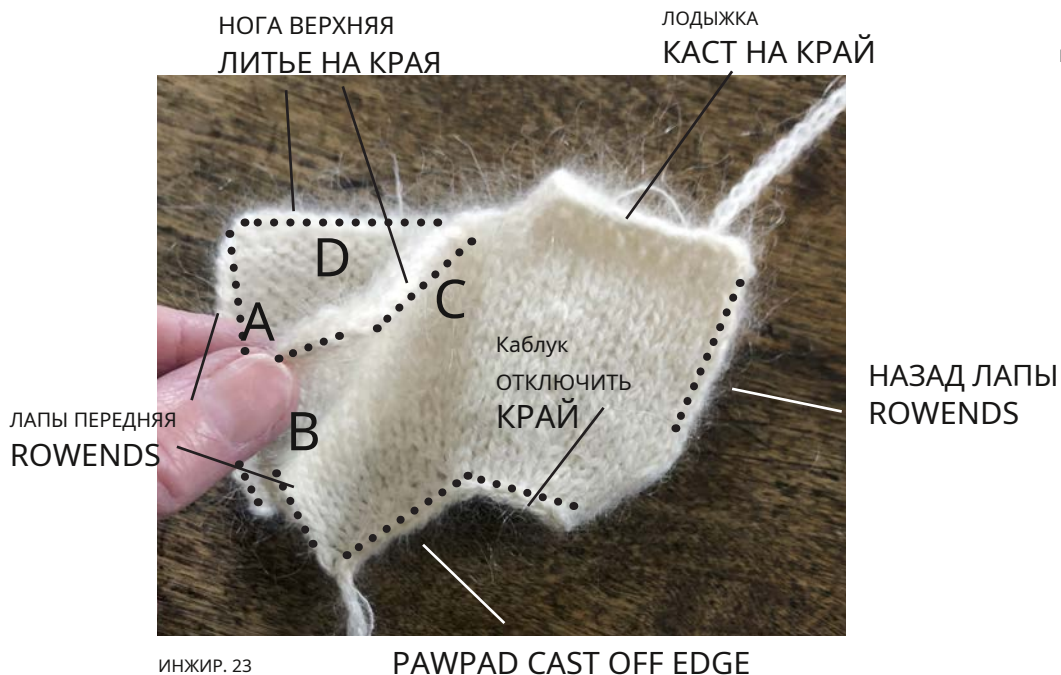 НОГА ВЕРХНЯЯ
ЛИТЬЕ НА КРАЯ
ЛОДЫЖКА
КАСТ НА КРАЙ
D
A
C
B
Каблук
ОТКЛЮЧИТЬ
КРАЙ
НАЗАД ЛАПЫ
ROWENDS
ЛАПЫ ПЕРЕДНЯЯ
ROWENDS
ИНЖИР. 23
PAWPAD CAST OFF EDGE